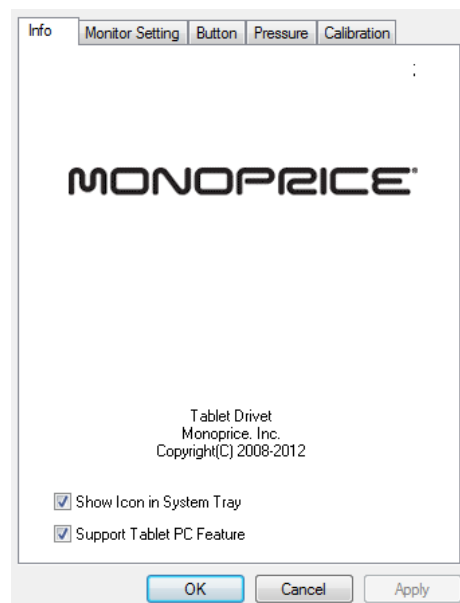 Info Monitor Setting Button Pressure Calibration
;
MONOPRICE®
Tablet Drivet
Monoprice. Inc.
Copyright(C) 2008-2012
Show Icon in System Tray
Support Tablet PC Feature
OK Cancel Apply